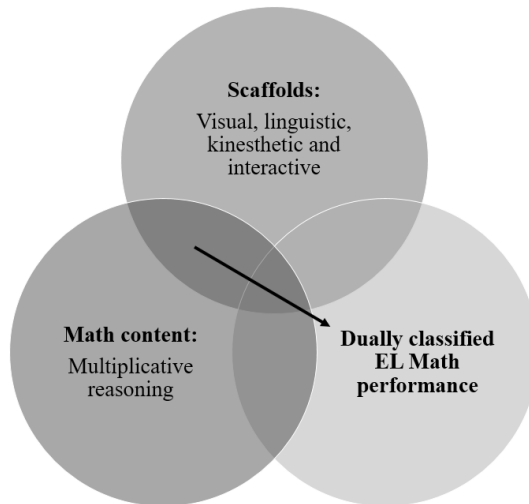 Scaffolds:
Visual, linguistic,
kinesthetic and
interactive
Math content:
Multiplicative
reasoning
Dually classified
EL Math
performance